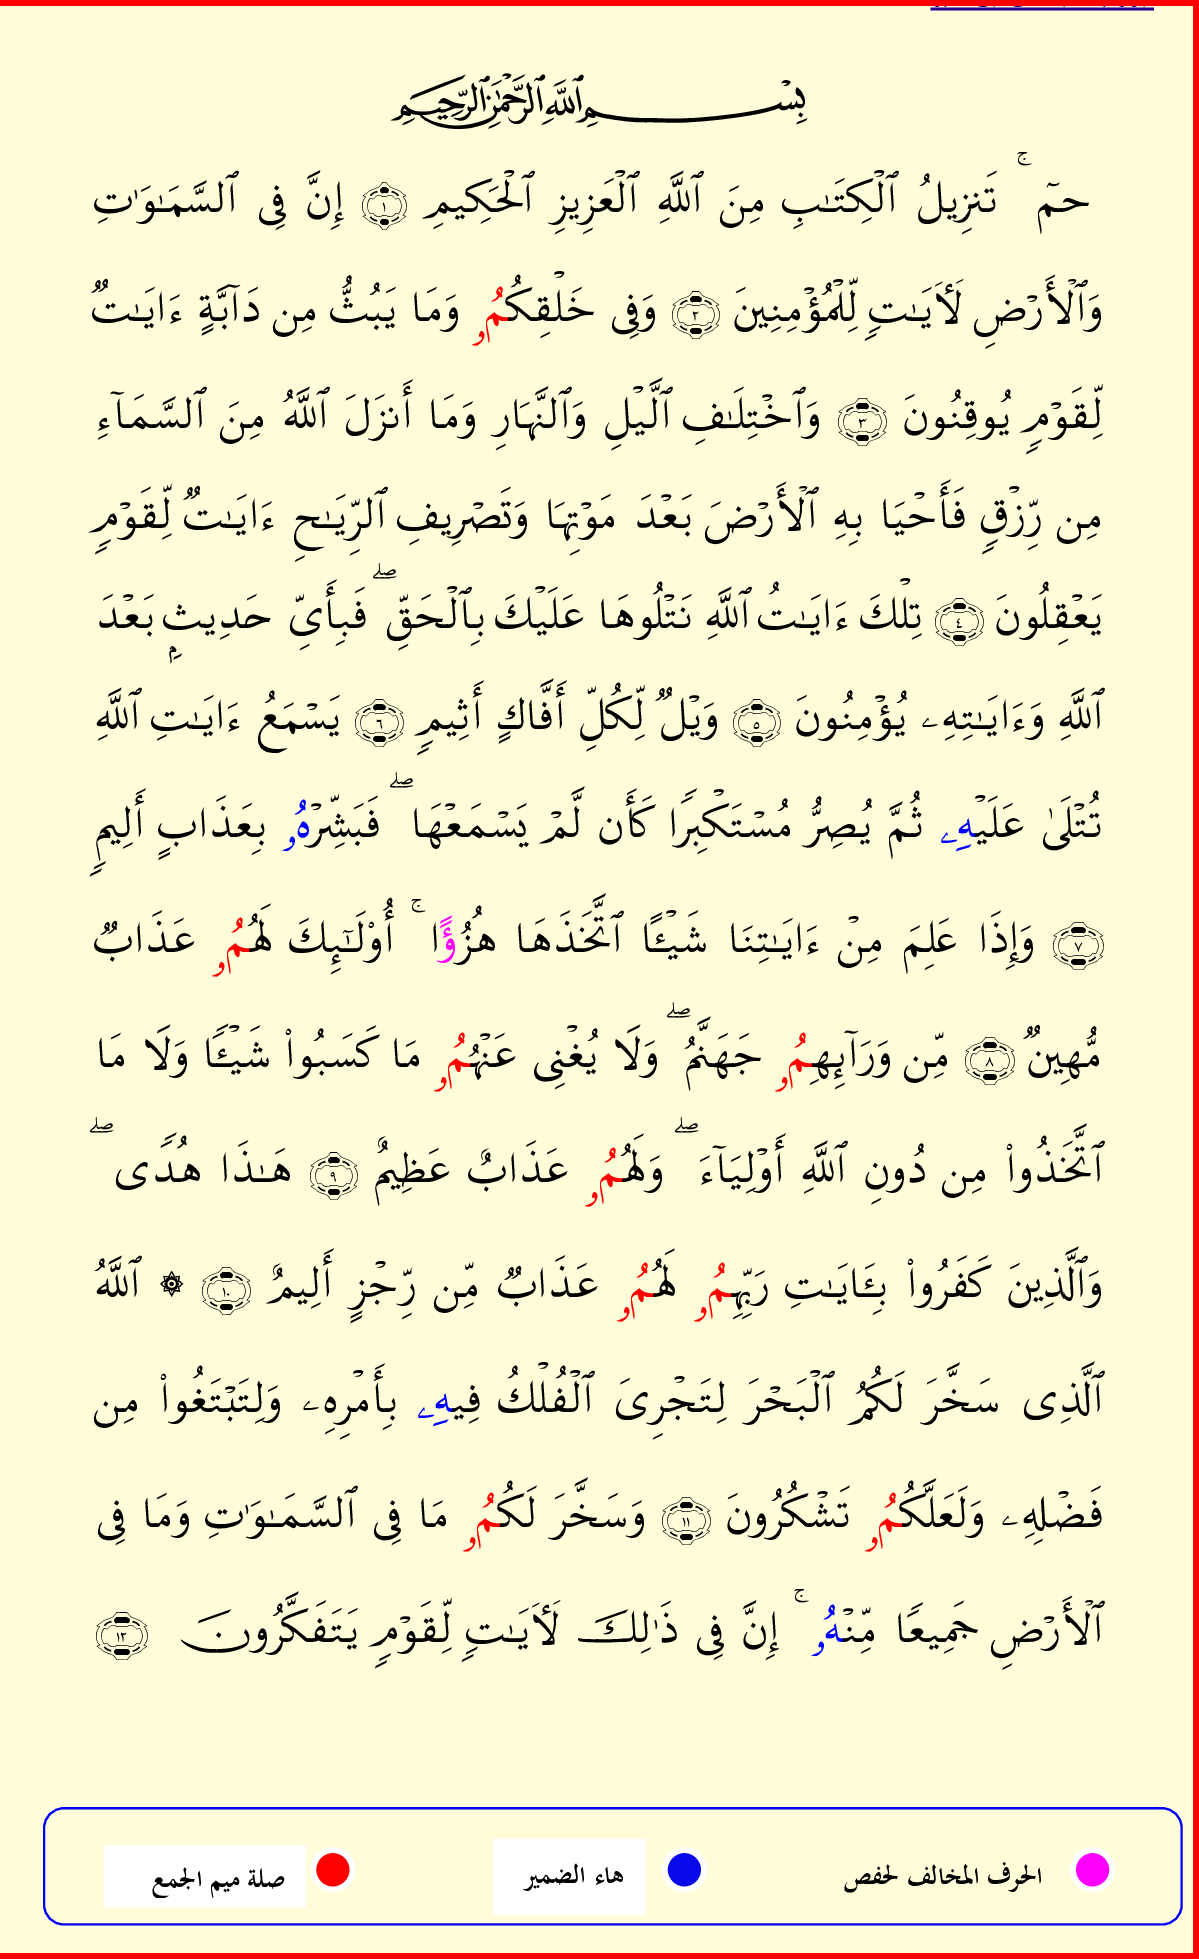 بِسْمِ ٱللَّهِ ٱلرَّحْمَٰنِ ٱلرَّحِيمِ
حمٓ ۚ تَنزِيلُ ٱلْكِتَـٰبِ مِنَ ٱللَّهِ ٱلْعَزِيزِ ٱلْحَكِيمِ ١ إِنَّ فِى ٱلسَّمَـٰوَٰتِ
وَٱلْأَرْضِ لَـَٔايَـٰتٍ لِّلْمُؤْمِنِينَ ٢ وَفِى خَلْقِكُمُۥ وَمَا يَبُثُّ مِن دَآبَّةٍ ءَايَـٰتٌ
لِّقَوْمٍ يُوقِنُونَ ٣ وَٱخْتِلَـٰفِ ٱلَّيْلِ وَٱلنَّهَارِ وَمَا أَنزَلَ ٱللَّهُ مِنَ ٱلسَّمَآءِ
مِن رِّزْقٍ فَأَحْيَا بِهِ ٱلْأَرْضَ بَعْدَ مَوْتِهَا وَتَصْرِيفِ ٱلرِّيَـٰحِ ءَايَـٰتٌ لِّقَوْمٍ
يَعْقِلُونَ ٤ تِلْكَ ءَايَـٰتُ ٱللَّهِ نَتْلُوهَا عَلَيْكَ بِٱلْحَقِّ ۖ فَبِأَىِّ حَدِيثٍۭ بَعْدَ
ٱللَّهِ وَءَايَـٰتِهِۦ يُؤْمِنُونَ ٥ وَيْلٌ لِّكُلِّ أَفَّاكٍ أَثِيمٍ ٦ يَسْمَعُ ءَايَـٰتِ ٱللَّهِ
تُتْلَىٰ عَلَيْهِۦ ثُمَّ يُصِرُّ مُسْتَكْبِرًا كَأَن لَّمْ يَسْمَعْهَا ۖ فَبَشِّرْهُۥ بِعَذَابٍ أَلِيمٍ
٧ وَإِذَا عَلِمَ مِنْ ءَايَـٰتِنَا شَيْـًٔا ٱتَّخَذَهَا هُزُؤًا ۚ أُو۟لَـٰٓئِكَ لَهُمُۥ عَذَابٌ
مُّهِينٌ ٨ مِّن وَرَآئِهِمُۥ جَهَنَّمُ ۖ وَلَا يُغْنِى عَنْهُمُۥ مَا كَسَبُوا۟ شَيْـًٔا وَلَا مَا
ٱتَّخَذُوا۟ مِن دُونِ ٱللَّهِ أَوْلِيَآءَ ۖ وَلَهُمُۥ عَذَابٌ عَظِيمٌ ٩ هَـٰذَا هُدًى ۖ
وَٱلَّذِينَ كَفَرُوا۟ بِـَٔايَـٰتِ رَبِّهِمُۥ لَهُمُۥ عَذَابٌ مِّن رِّجْزٍ أَلِيمٌ ١٠ ۞ ٱللَّهُ
ٱلَّذِى سَخَّرَ لَكُمُ ٱلْبَحْرَ لِتَجْرِىَ ٱلْفُلْكُ فِيهِۦ بِأَمْرِهِۦ وَلِتَبْتَغُوا۟ مِن
فَضْلِهِۦ وَلَعَلَّكُمُۥ تَشْكُرُونَ ١١ وَسَخَّرَ لَكُمُۥ مَا فِى ٱلسَّمَـٰوَٰتِ وَمَا فِى
ٱلْأَرْضِ جَمِيعًا مِّنْهُۥ ۚ إِنَّ فِى ذَٰلِكَ لَـَٔايَـٰتٍ لِّقَوْمٍ يَتَفَكَّرُونَ ١٢
الحرف المخالف لحفص هاء الضمير صلة ميم الجمع